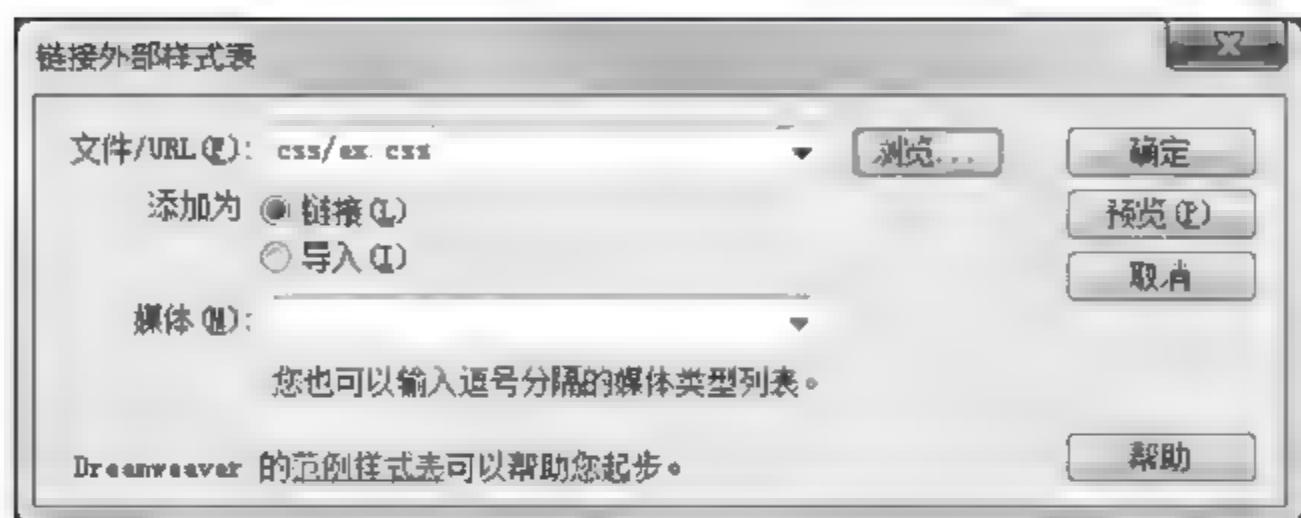 链接外部样式表
文件/URL(F): css/ex.css 浏览... 确定
添加为 链接(L) 预览(P)
导入(I) 取消
媒体(M):
您也可以输入逗号分隔的媒体类型列表。
Dreamweaver 的范例样式表可以帮助您起步。 帮助